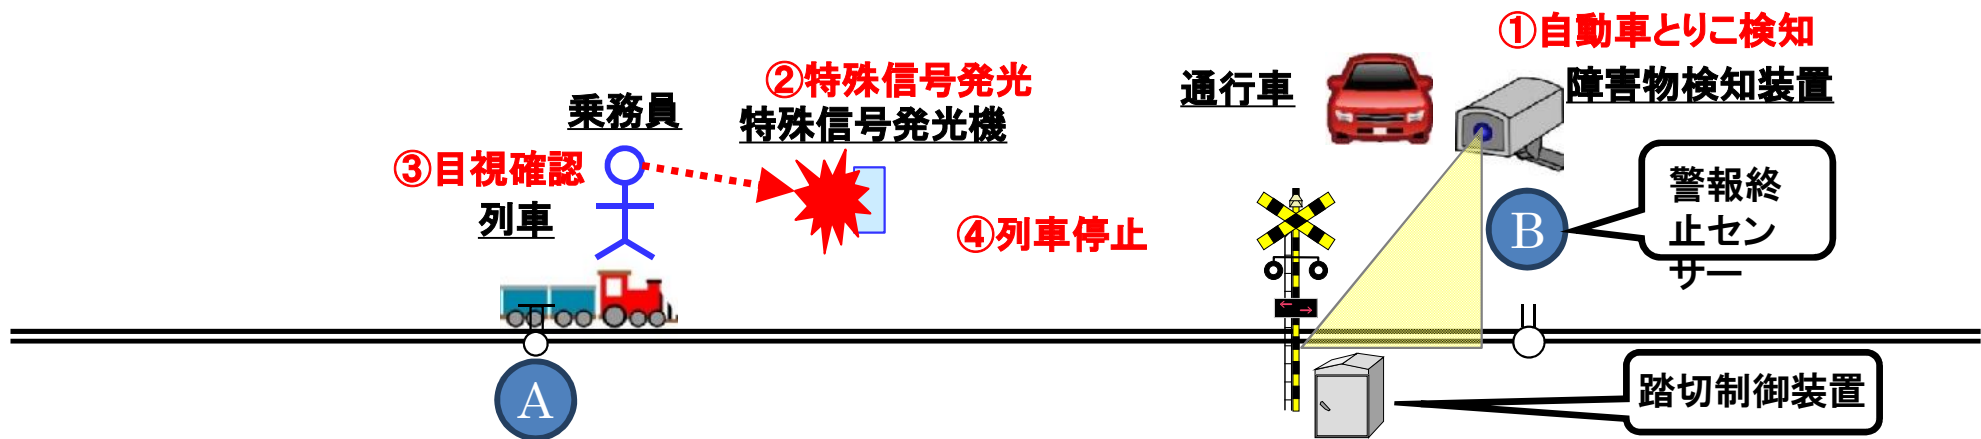 ①自動車とりこ検知
障害物検知装置
通行車
②特殊信号発光
特殊信号発光機
乗務員
③目視確認
列車
④列車停止
B
警報終
止セン
サー
A
踏切制御装置